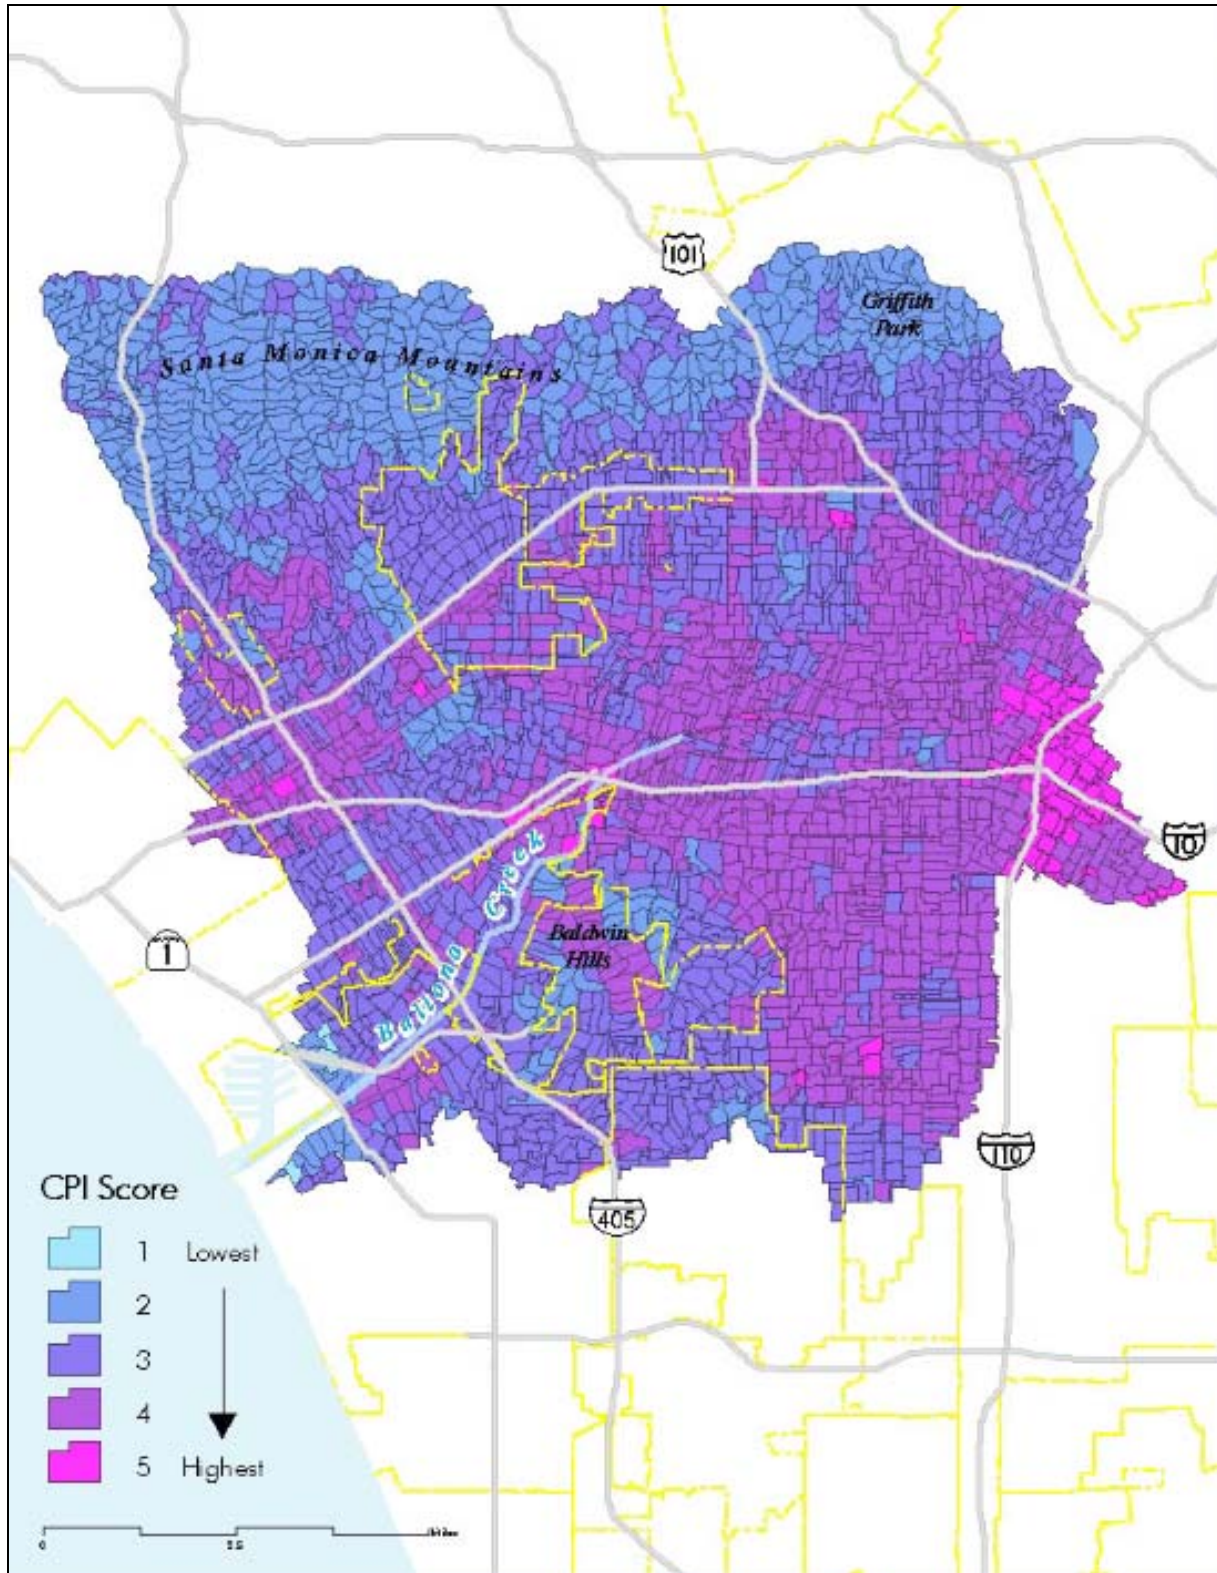 101
Griffith
Park
Santa Monica Mountains
10
Ballona Creek
Baldwin
Hills
1
110
405
CPI Score
1 Lowest
2
3
4
5 Highest
0